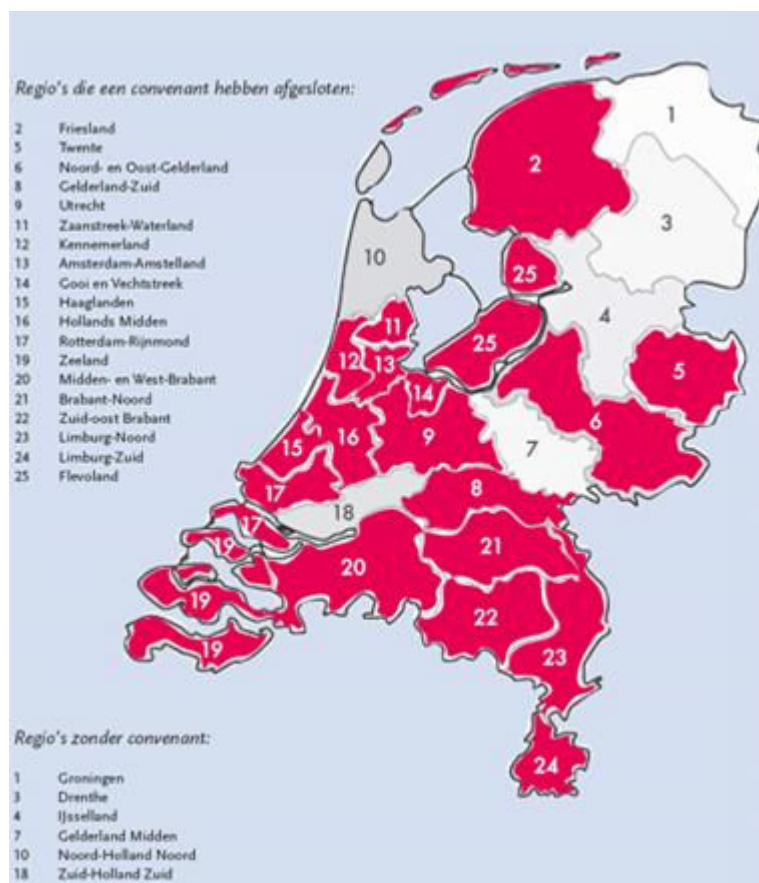 Regio's die een convenant hebben afgesloten:
2 Friesland
5 Twente
6 Noord- en Oost-Gelderland
8 Gelderland-Zuid
9 Utrecht
11 Zaanstreek-Waterland
12 Kennemerland
13 Amsterdam-Amstelland
14 Gooi en Vechtstreek
15 Haaglanden
16 Hollands Midden
17 Rotterdam-Rijnmond
19 Zeeland
20 Midden- en West-Brabant
21 Brabant-Noord
22 Zuid-oost Brabant
23 Limburg-Noord
24 Limburg-Zuid
25 Flevoland
1
2
3
10
25
4
11
25
12
13
5
14
6
15
16
9
7
17
8
18
17
19
21
20
19
22
19
23
24
Regio's zonder convenant:
1 Groningen
3 Drenthe
4 IJsselland
7 Gelderland Midden
10 Noord-Holland Noord
18 Zuid-Holland Zuid